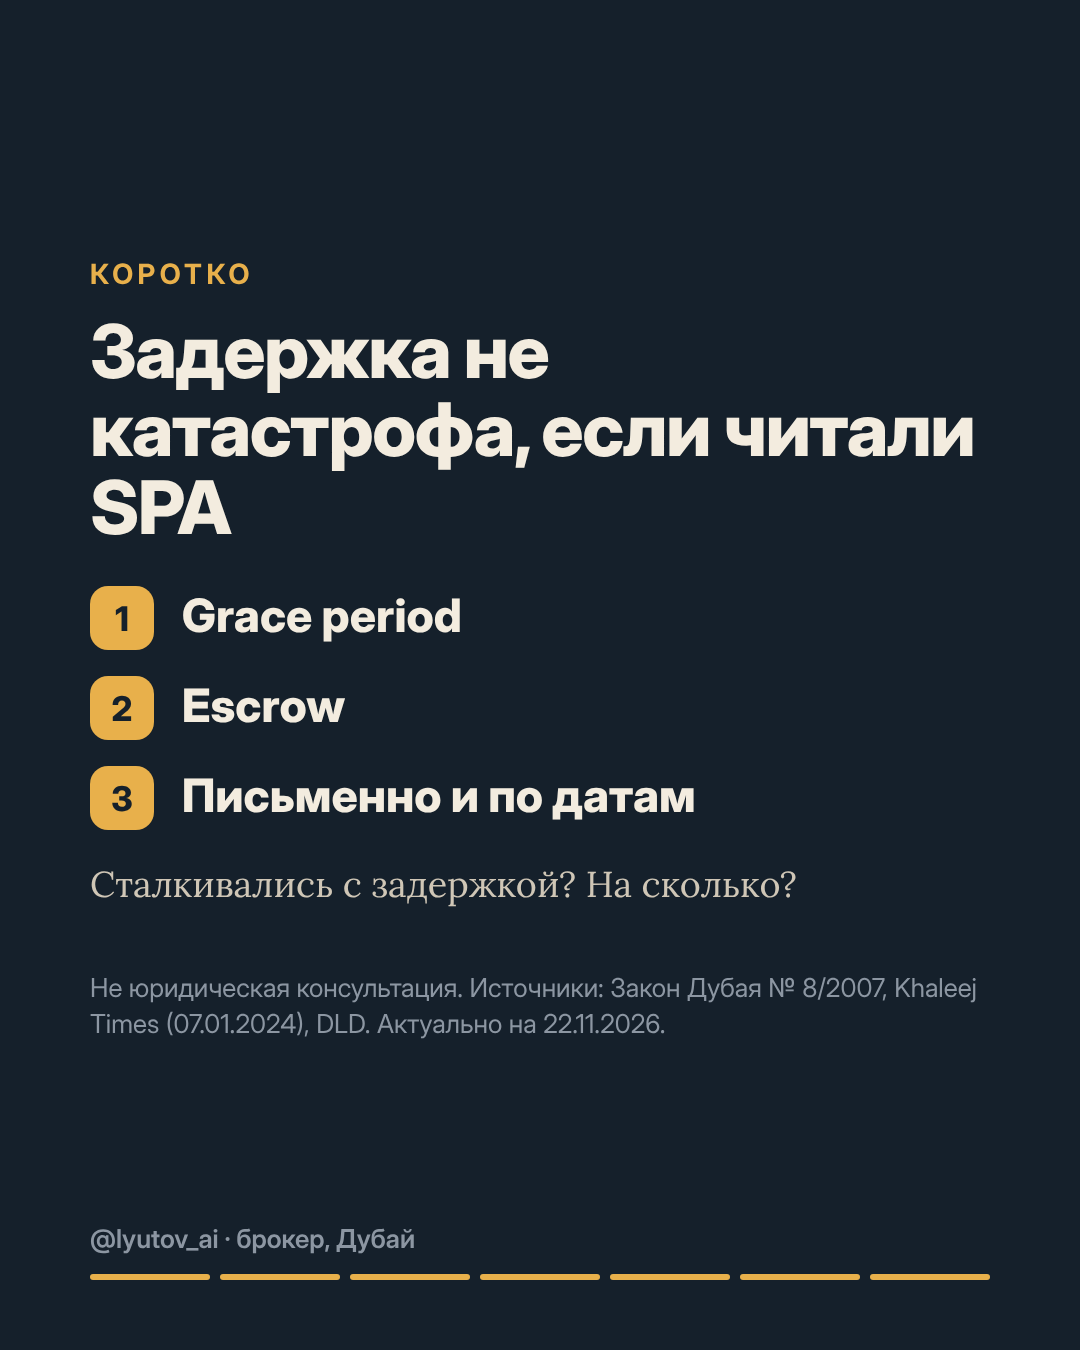 КОРОТКО
Задержка не
катастрофа, если читали
SPA
1 Grace period
2 Escrow
3 Письменно и по датам
Сталкивались с задержкой? На сколько?
Не юридическая консультация. Источники: Закон Дубая № 8/2007, Khaleej
Times (07.01.2024), DLD. Актуально на 22.11.2026.
@lyutov_ai · брокер, Дубай